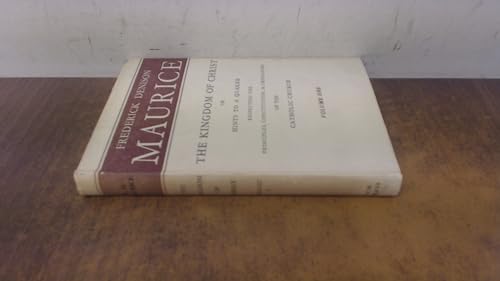 FREDERICK DENISON
MAURICE
THE KINGDOM OF CHRIST
OR
HINTS TO A QUAKER
RESPECTING THE
PRINCIPLES, CONSTITUTION, & ORDINANCES
OF THE
CATHOLIC CHURCH
VOLUME ONE